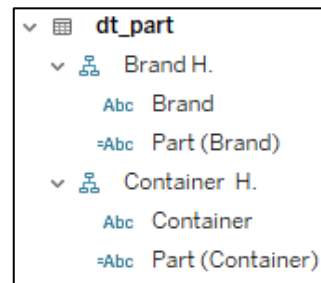 dt_part
Brand H.
Abc Brand
=Abc Part (Brand)
Container H.
Abc Container
=Abc Part (Container)